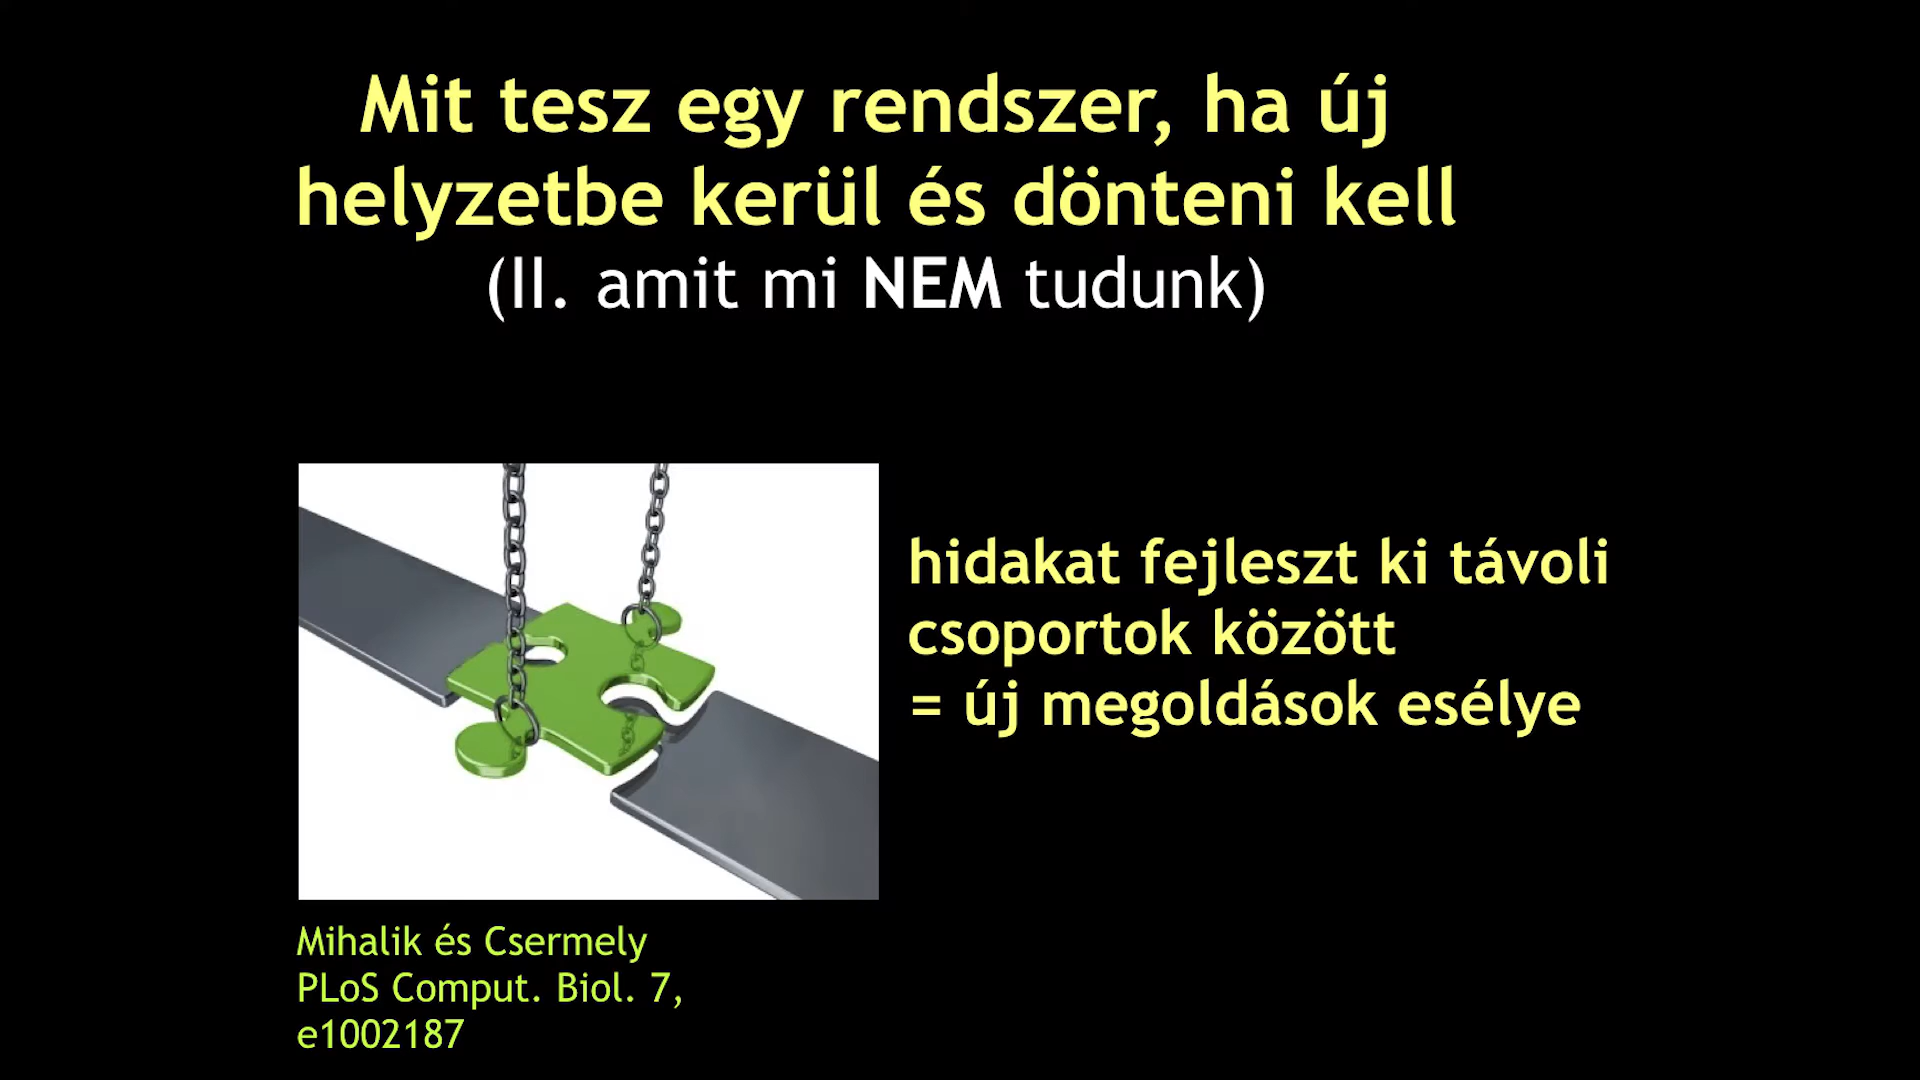 Mit tesz egy rendszer, ha új
helyzetbe kerül és dönteni kell
(II. amit mi NEM tudunk)
hidakat fejleszt ki távoli
csoportok között
= új megoldások esélye
Mihalik és Csermely
PLoS Comput. Biol. 7,
e1002187